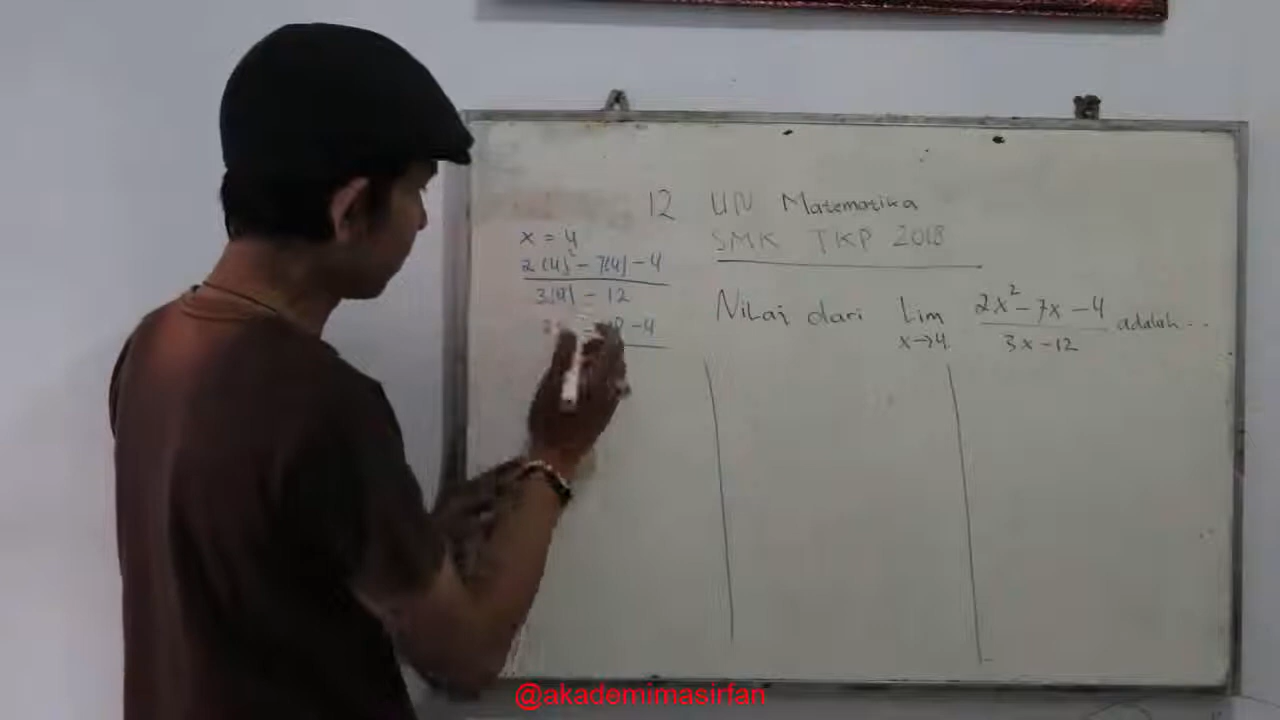 12 UN Matematika
SMK TKP 2018
x = 4
2(4)² - 7(4) - 4
3(4) - 12
- 4
Nilai dari Lim 2x² - 7x - 4 adalah...
x→4 3x - 12
@akademimasirfan